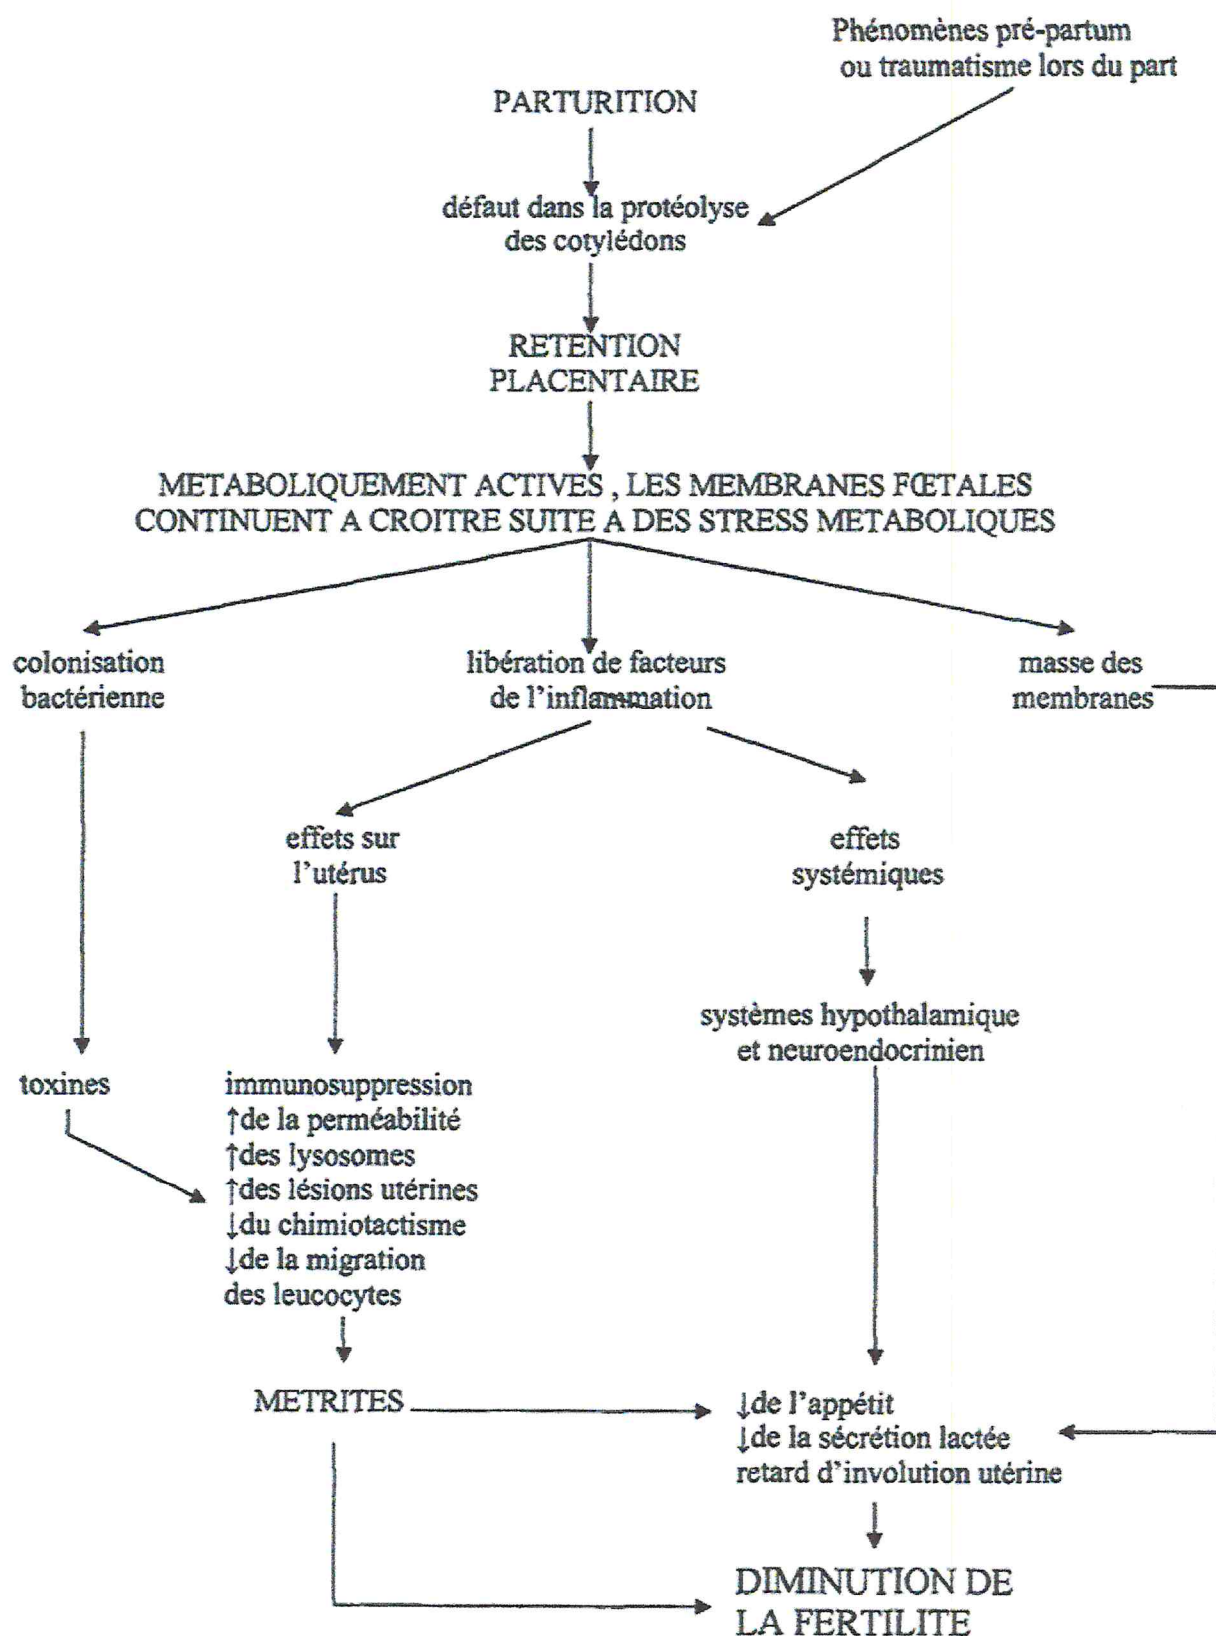 Phénomènes pré-partum
ou traumatisme lors du part
PARTURITION
défaut dans la protéolyse
des cotylédons
RETENTION
PLACENTAIRE
METABOLIQUEMENT ACTIVES , LES MEMBRANES FŒTALES
CONTINUENT A CROITRE SUITE A DES STRESS METABOLIQUES
colonisation
bactérienne
libération de facteurs
de l'inflammation
masse des
membranes
effets sur
l'utérus
effets
systémiques
systèmes hypothalamique
et neuroendocrinien
toxines
immunosuppression
↑de la perméabilité
↑des lysosomes
↑des lésions utérines
↓du chimiotactisme
↓de la migration
des leucocytes
METRITES
↓de l'appétit
↓de la sécrétion lactée
retard d'involution utérine
DIMINUTION DE
LA FERTILITE